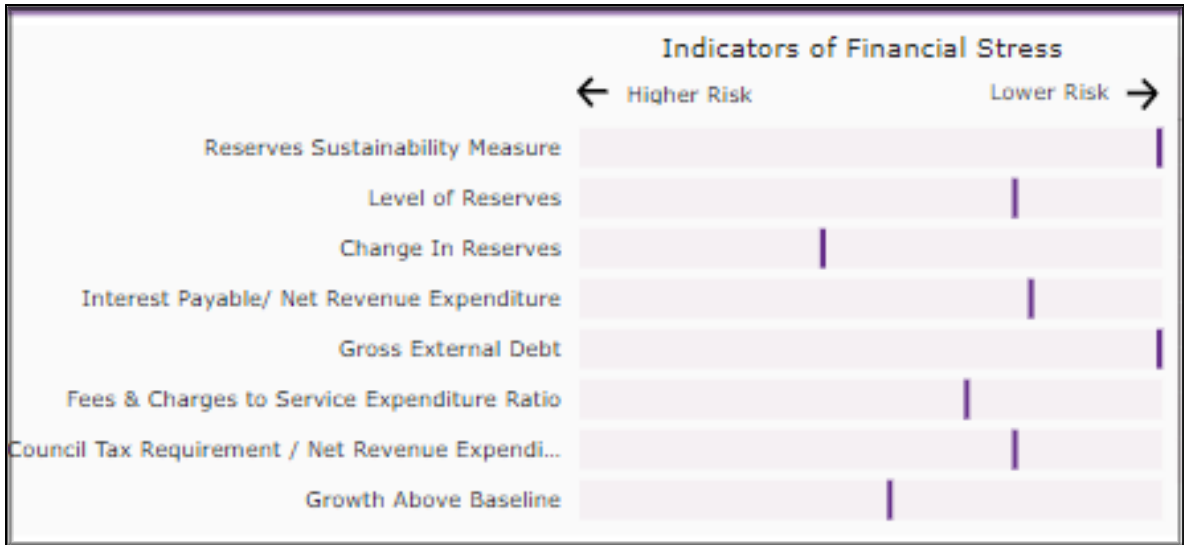 Indicators of Financial Stress
← Higher Risk Lower Risk →
Reserves Sustainability Measure
Level of Reserves
Change In Reserves
Interest Payable/ Net Revenue Expenditure
Gross External Debt
Fees & Charges to Service Expenditure Ratio
Council Tax Requirement / Net Revenue Expendi...
Growth Above Baseline